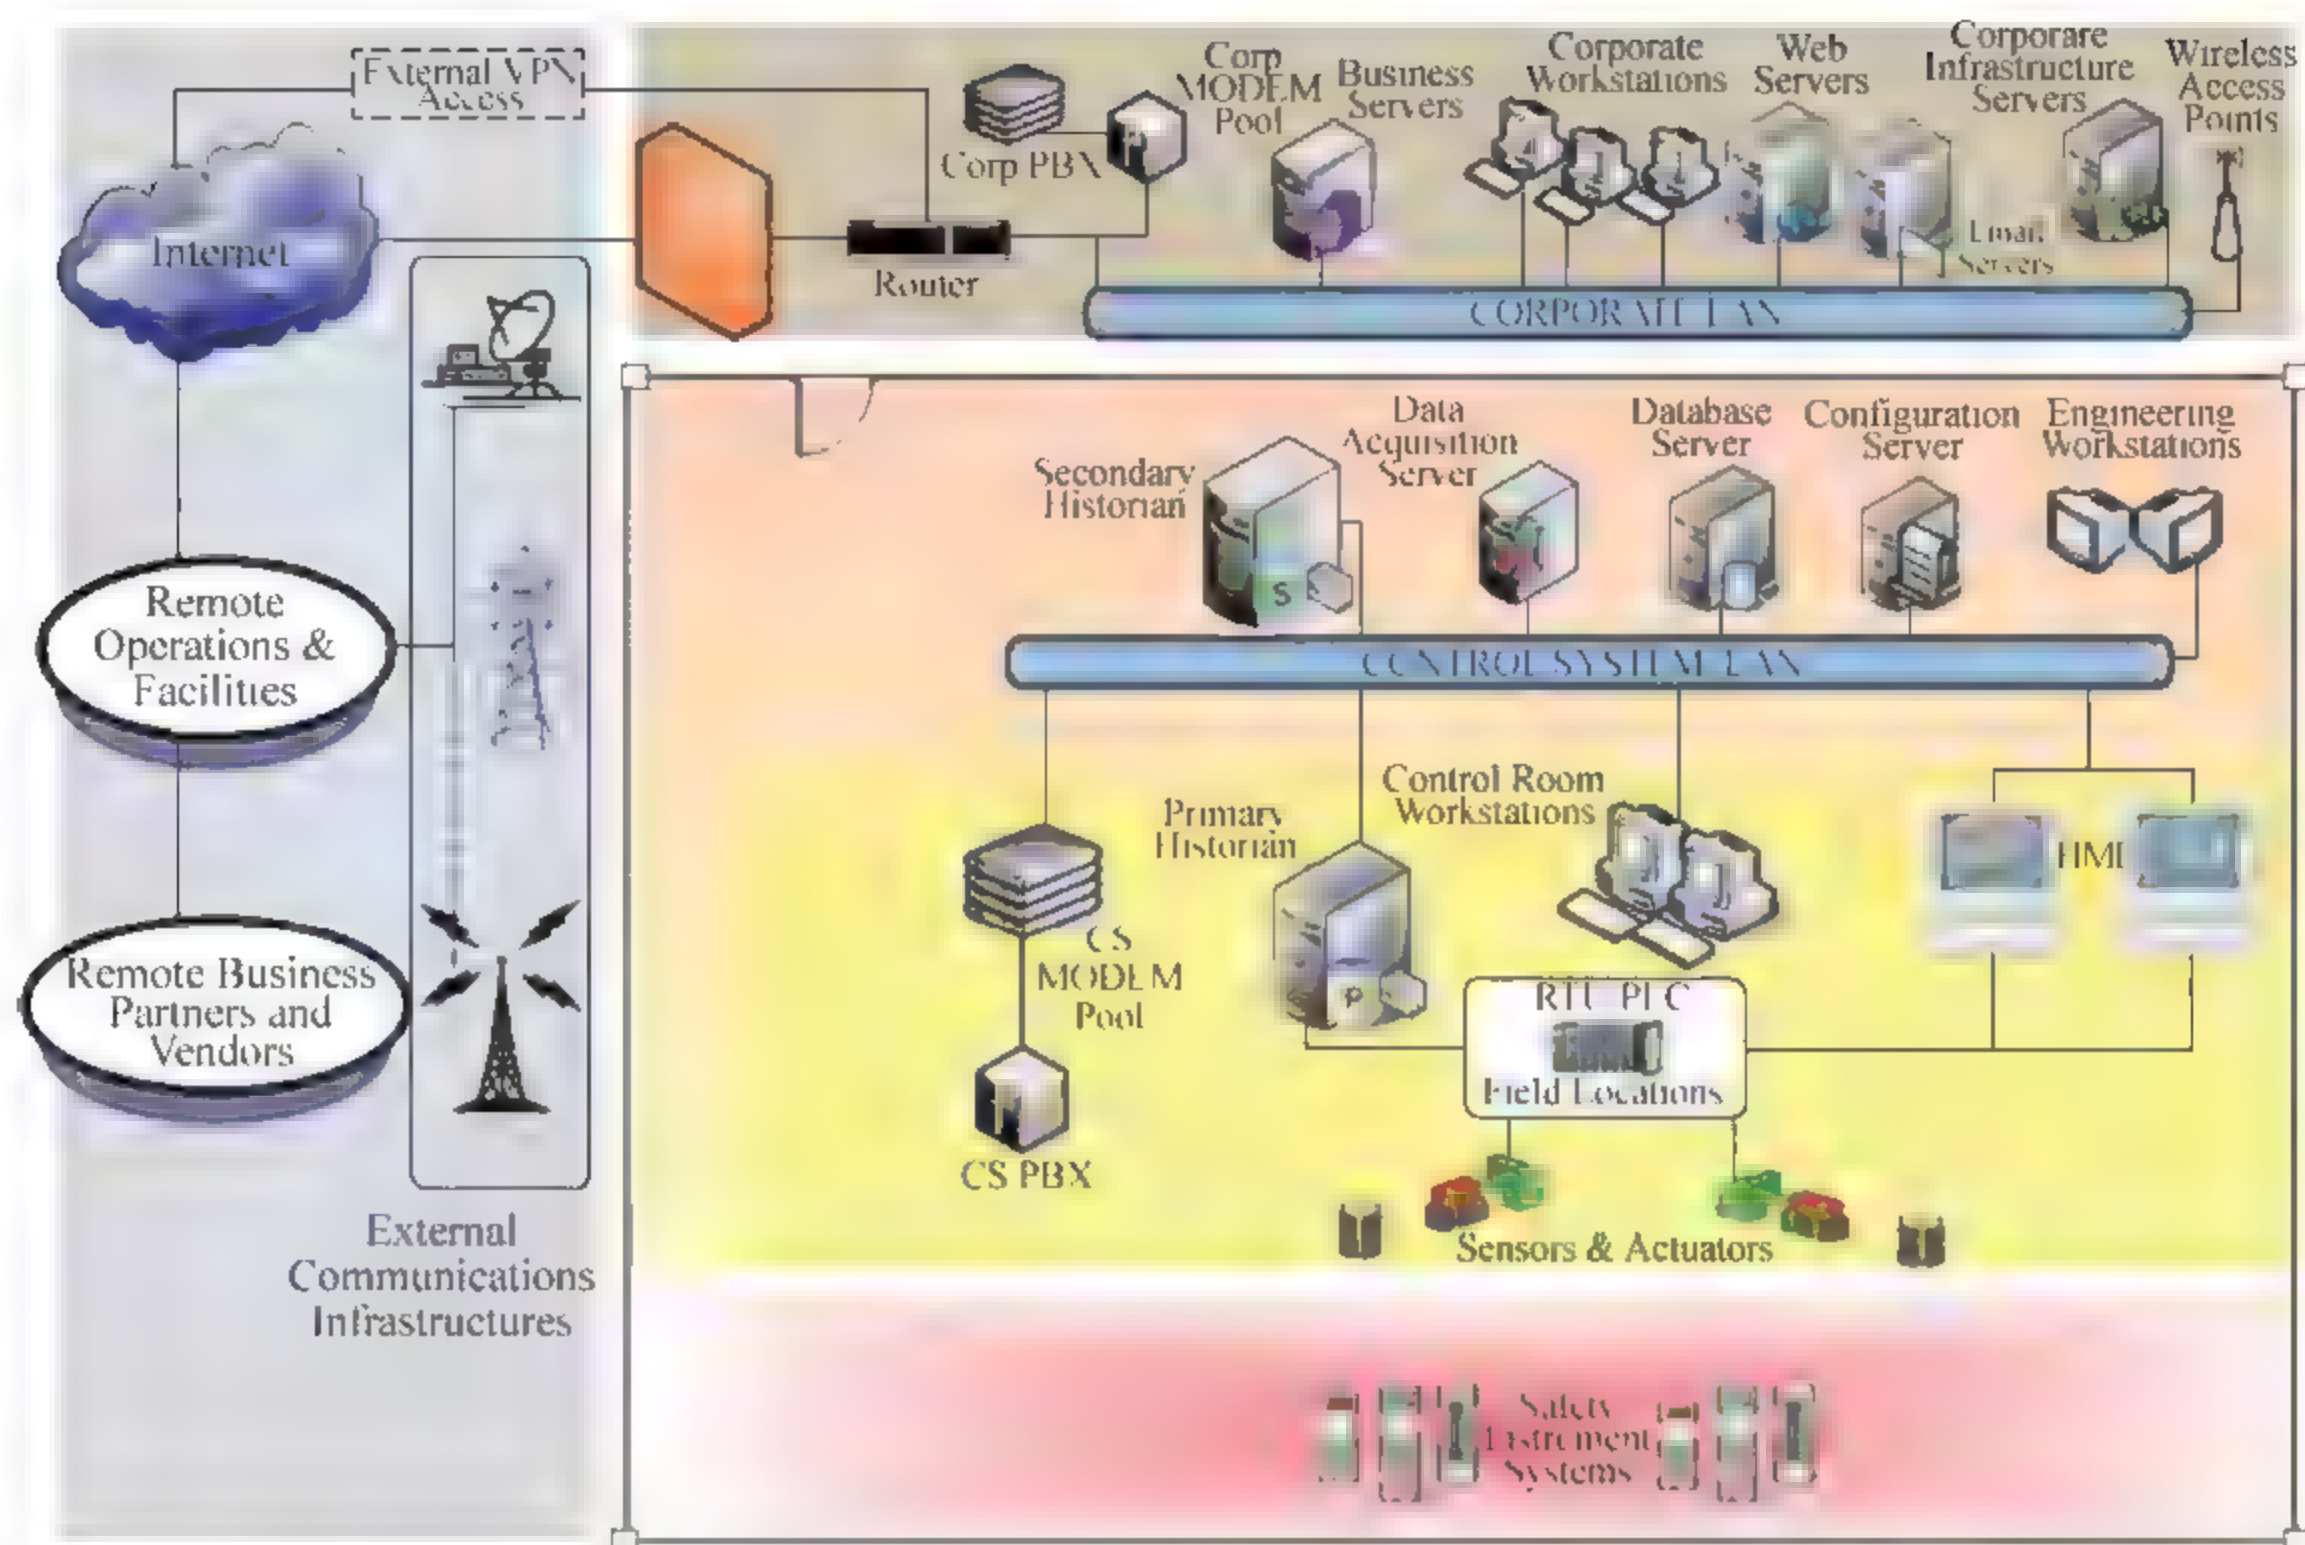 External VPN
Access
Internet
Router
Corp PBX
Corp
MODEM
Pool
Business
Servers
Corporate
Workstations
Web
Servers
Email
Servers
Corporare
Infrastructure
Servers
Wireless
Access
Points
CORPORATE LAN
Remote
Operations &
Facilities
Remote Business
Partners and
Vendors
External
Communications
Infrastructures
Secondary
Historian
S
Data
Acquisition
Server
Database
Server
Configuration
Server
Engineering
Workstations
CONTROL SYSTEM LAN
CS
MODEM
Pool
CS PBX
Primary
Historian
P
Control Room
Workstations
HMI
RTU PLC
Field Locations
Sensors & Actuators
Safety
Instrument
Systems